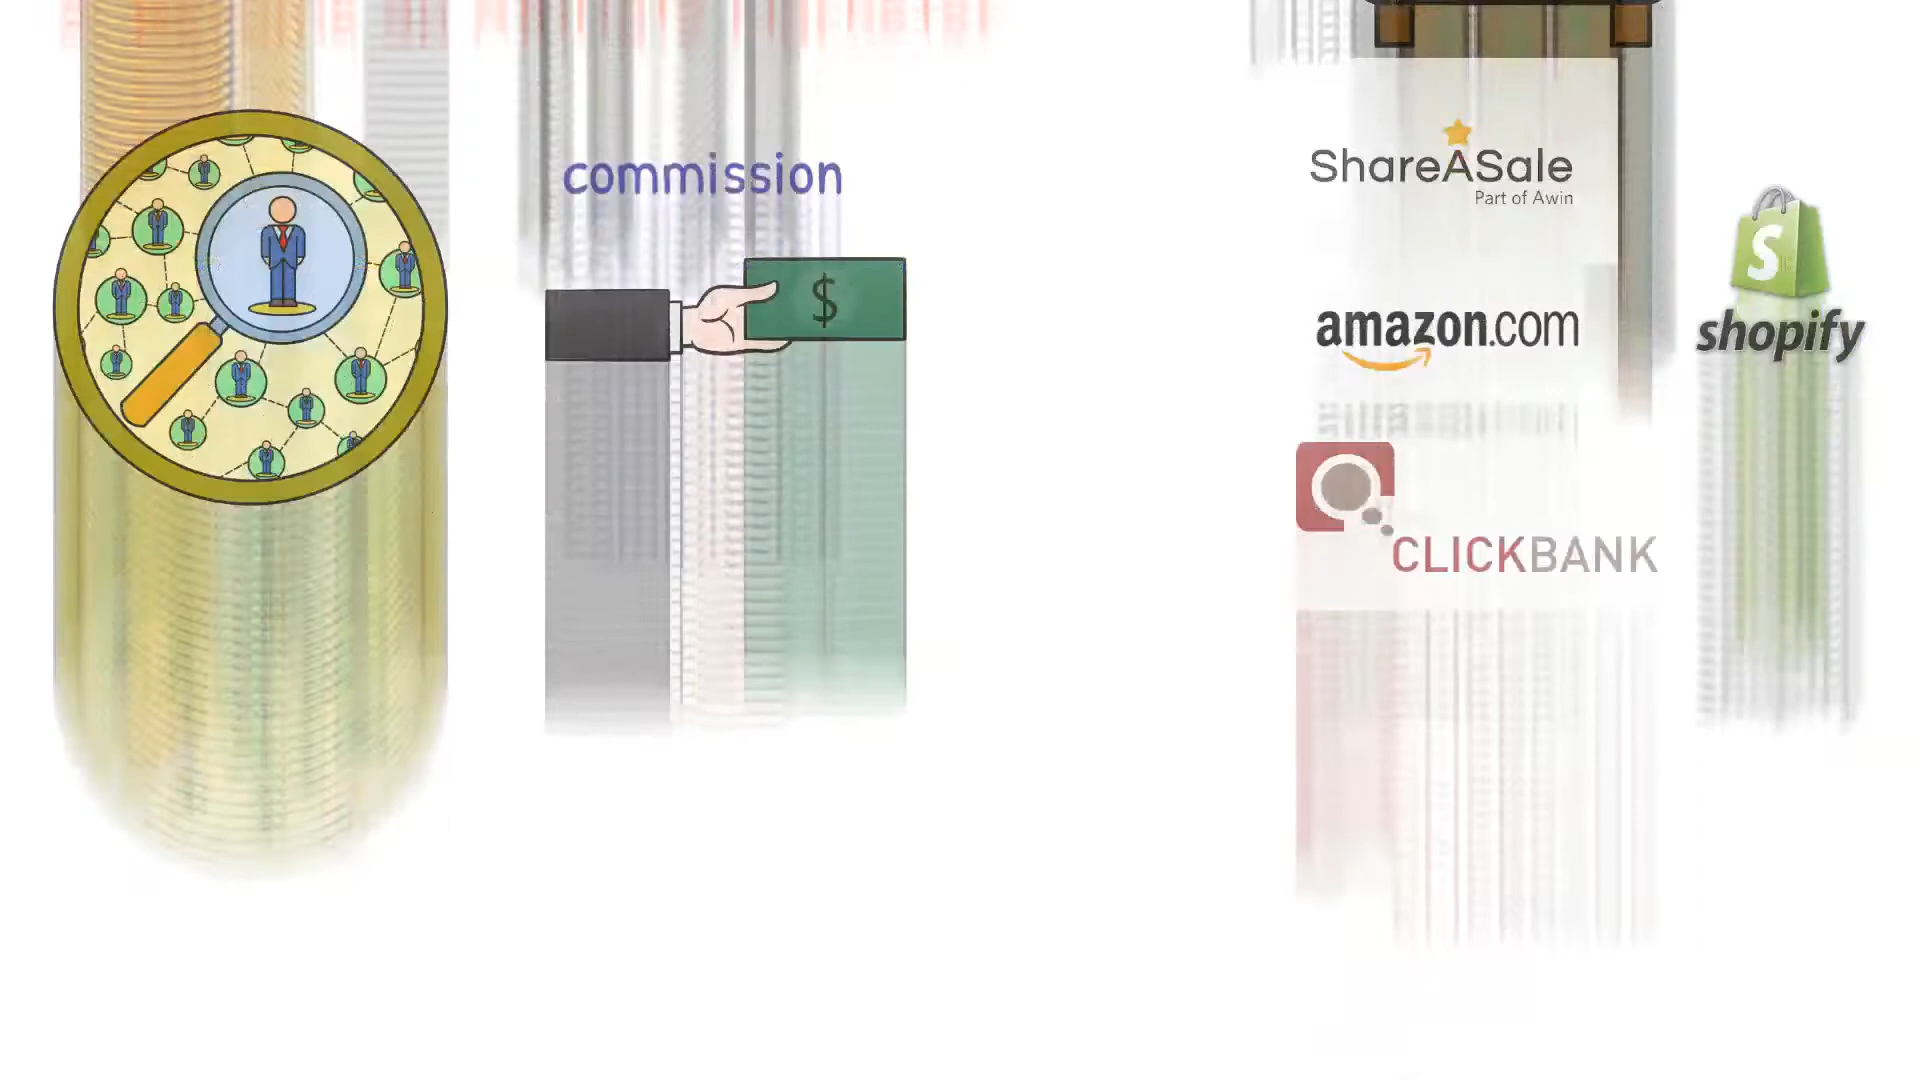 commission
$
ShareASale
Part of Awin
amazon.com
S
shopify
CLICKBANK